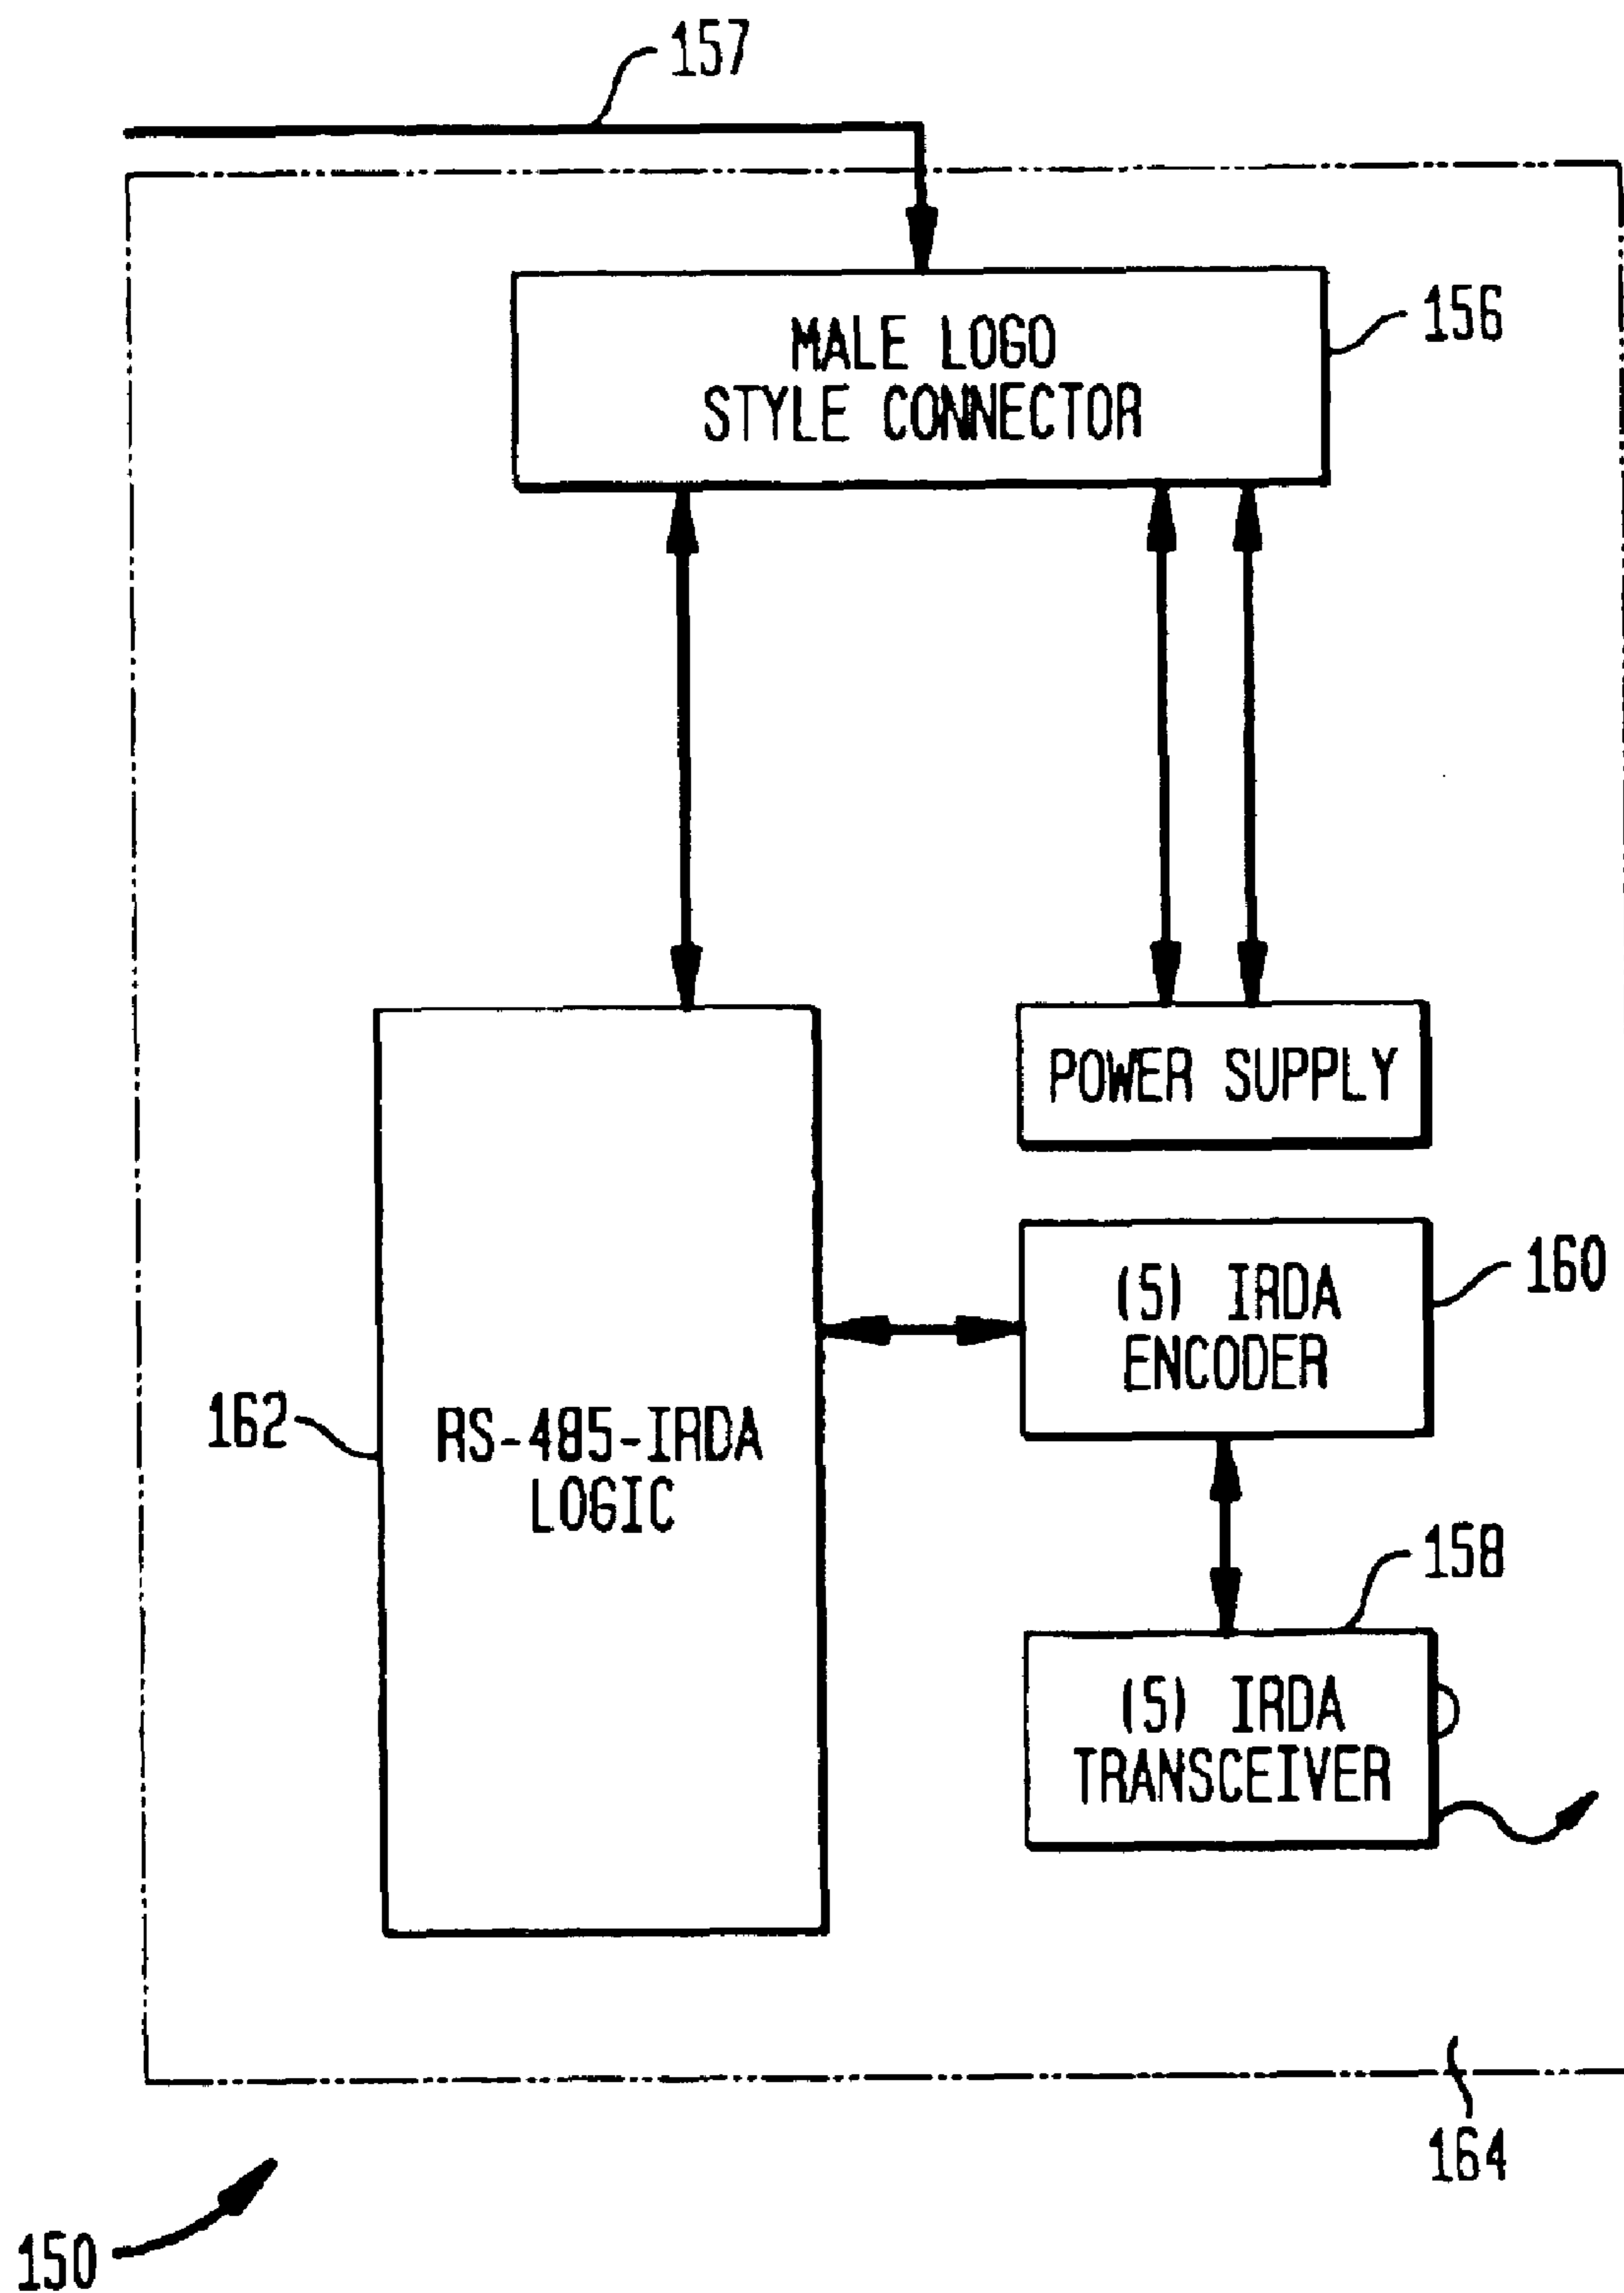 157
MALE LOGO
STYLE CONNECTOR
156
POWER SUPPLY
(5) IRDA
ENCODER
160
162
RS-485-IRDA
LOGIC
158
(5) IRDA
TRANSCEIVER
164
150